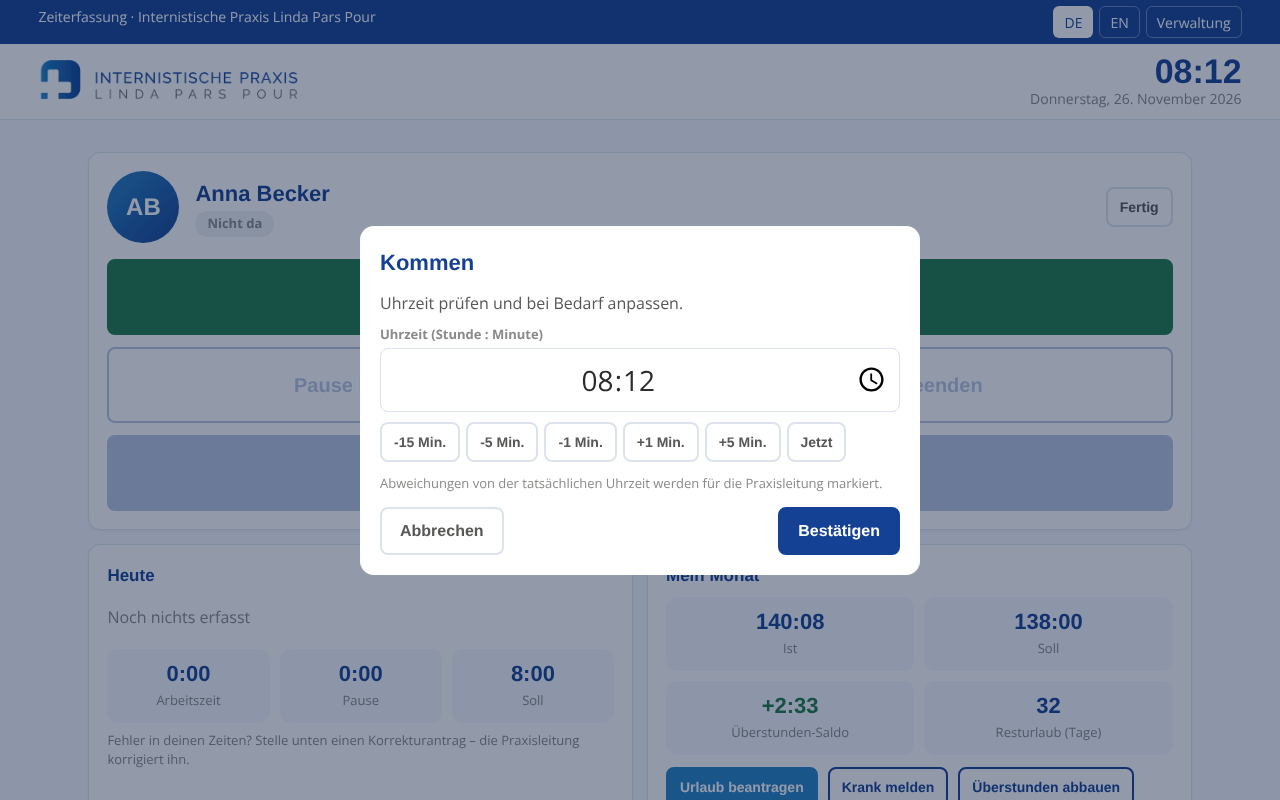 Zeiterfassung · Internistische Praxis Linda Pars Pour
DE
EN
Verwaltung
INTERNISTISCHE PRAXIS
LINDA PARS POUR
08:12
Donnerstag, 26. November 2026
AB
Anna Becker
Nicht da
Fertig
Kommen
Uhrzeit prüfen und bei Bedarf anpassen.
Uhrzeit (Stunde : Minute)
08:12
-15 Min.
-5 Min.
-1 Min.
+1 Min.
+5 Min.
Jetzt
Abweichungen von der tatsächlichen Uhrzeit werden für die Praxisleitung markiert.
Abbrechen
Bestätigen
Pause
Heute
Noch nichts erfasst
0:00
Arbeitszeit
0:00
Pause
8:00
Soll
Fehler in deinen Zeiten? Stelle unten einen Korrekturantrag – die Praxisleitung
korrigiert ihn.
Mein Monat
140:08
Ist
138:00
Soll
+2:33
Überstunden-Saldo
32
Resturlaub (Tage)
Urlaub beantragen
Krank melden
Überstunden abbauen